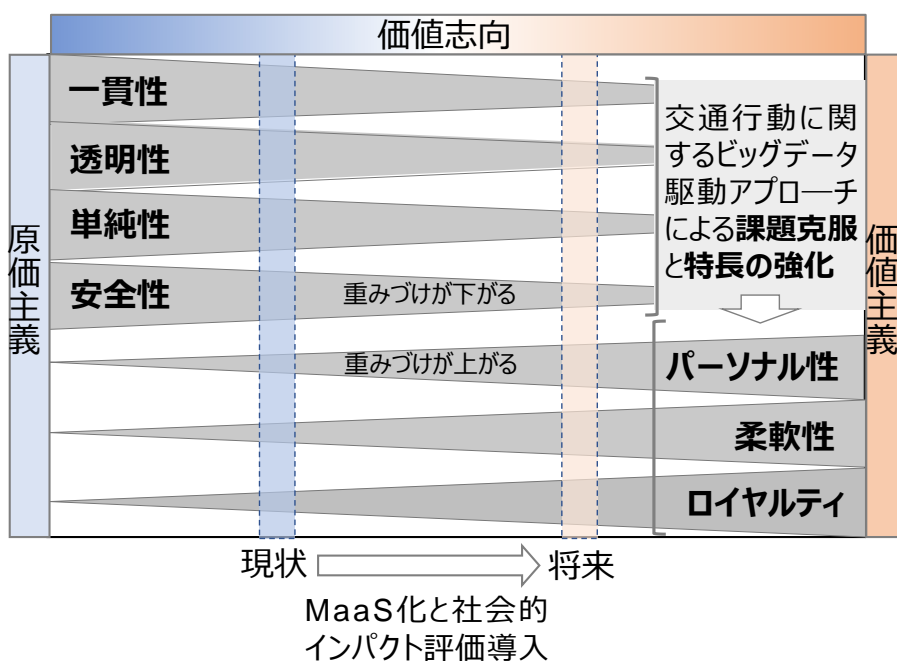 価値志向
原価主義
一貫性
透明性
単純性
安全性
重みづけが下がる
交通行動に関
するビッグデータ
駆動アプローチ
による課題克服
と特長の強化
価値主義
重みづけが上がる
パーソナル性
柔軟性
ロイヤルティ
現状
将来
MaaS化と社会的
インパクト評価導入